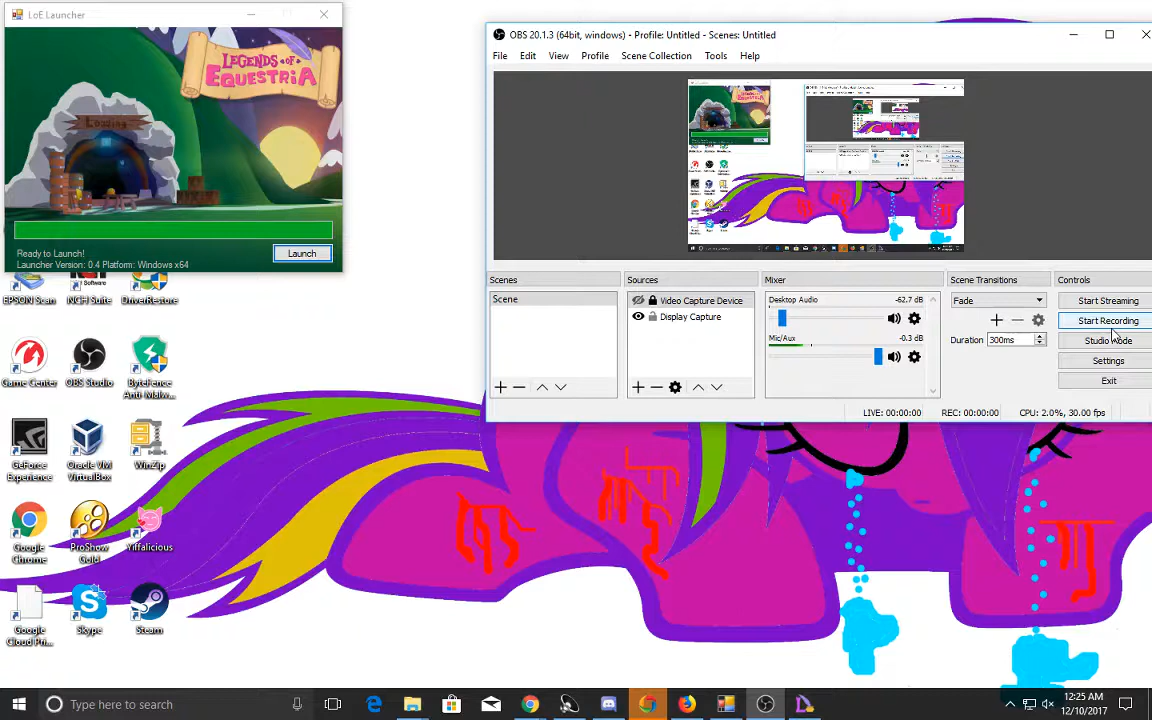 LoE Launcher
LEGENDS OF EQUESTRIA
Loading
Ready to Launch!
Launch
Launcher Version: 0.4 Platform: Windows x64
EPSON Scan
NCH Suite
DriverRestore
Game Center
OBS Studio
ByteFence Anti-Malw...
GeForce Experience
Oracle VM VirtualBox
WinZip
Google Chrome
ProShow Gold
Yiffalicious
Google Cloud Pri...
Skype
Steam
OBS 20.1.3 (64bit, windows) - Profile: Untitled - Scenes: Untitled
File Edit View Profile Scene Collection Tools Help
Scenes
Scene
Sources
Video Capture Device
Display Capture
Mixer
Desktop Audio -62.7 dB
Mic/Aux -0.3 dB
Scene Transitions
Fade
Duration 300ms
Controls
Start Streaming
Start Recording
Studio Mode
Settings
Exit
LIVE: 00:00:00 REC: 00:00:00 CPU: 2.0%, 30.00 fps
Type here to search
12:25 AM
12/10/2017